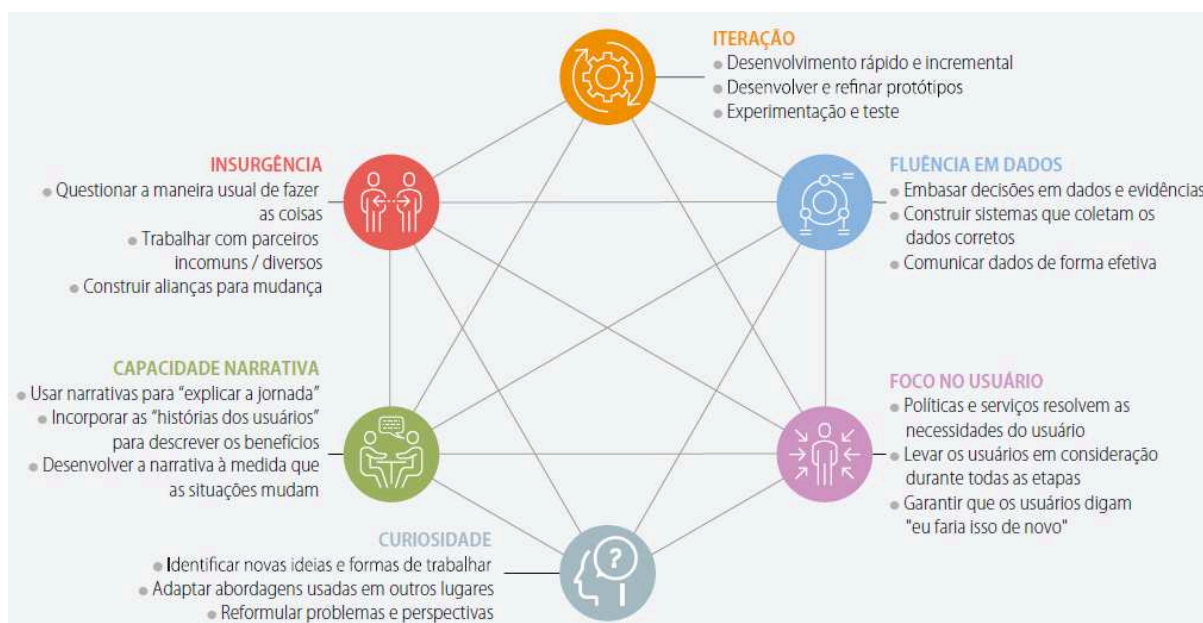 ITERAÇÃO
● Desenvolvimento rápido e incremental
● Desenvolver e refinar protótipos
● Experimentação e teste
INSURGÊNCIA
● Questionar a maneira usual de fazer
as coisas
● Trabalhar com parceiros
incomuns / diversos
● Construir alianças para mudança
FLUÊNCIA EM DADOS
● Embasar decisões em dados e evidências
● Construir sistemas que coletam os
dados corretos
● Comunicar dados de forma efetiva
CAPACIDADE NARRATIVA
● Usar narrativas para “explicar a jornada”
● Incorporar as “histórias dos usuários”
para descrever os benefícios
● Desenvolver a narrativa à medida que
as situações mudam
FOCO NO USUÁRIO
● Políticas e serviços resolvem as
necessidades do usuário
● Levar os usuários em consideração
durante todas as etapas
● Garantir que os usuários digam
"eu faria isso de novo"
CURIOSIDADE
● Identificar novas ideias e formas de trabalhar
● Adaptar abordagens usadas em outros lugares
● Reformular problemas e perspectivas
?